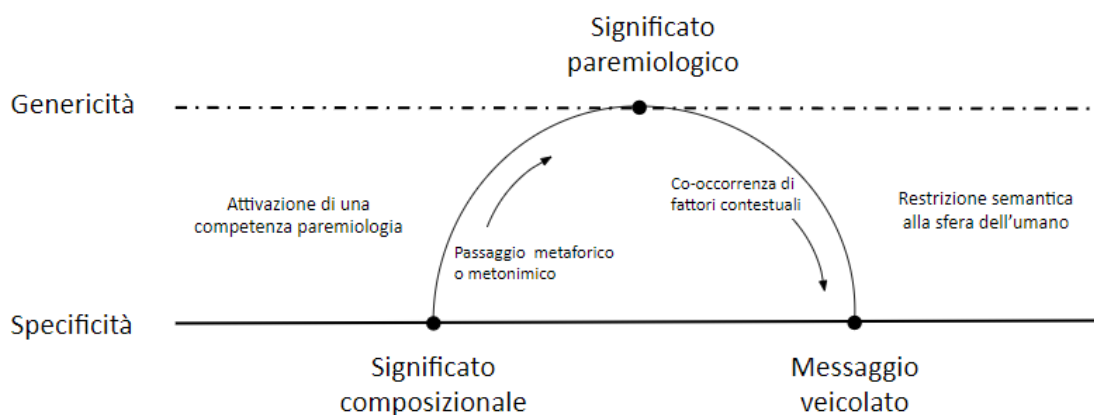 Significato
paremiologico
Genericità
Attivazione di una
competenza paremiologia
Passaggio metaforico
o metonimico
Co-occorrenza di
fattori contestuali
Restrizione semantica
alla sfera dell'umano
Specificità
Significato
composizionale
Messaggio
veicolato